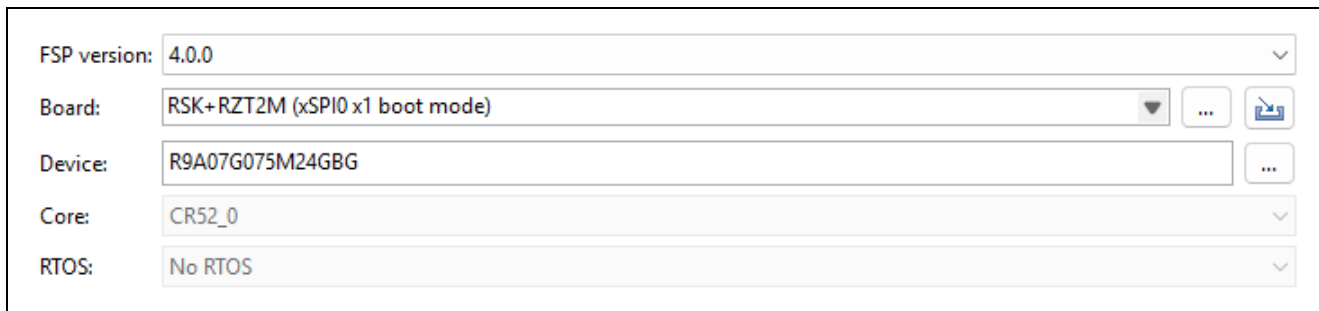 FSP version: 4.0.0
Board: RSK+RZT2M (xSPI0 x1 boot mode) ...
Device: R9A07G075M24GBG ...
Core: CR52_0
RTOS: No RTOS